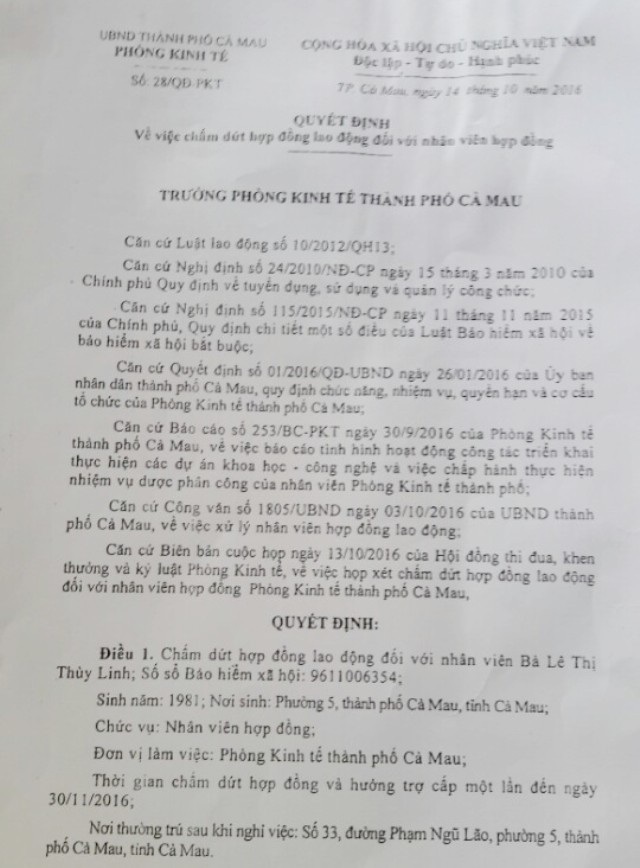 UBND THÀNH PHỐ CÀ MAU
PHÒNG KINH TẾ
Số: 28/QĐ-PKT
CỘNG HÒA XÃ HỘI CHỦ NGHĨA VIỆT NAM
Độc lập - Tự do - Hạnh phúc
TP. Cà Mau, ngày 14 tháng 10 năm 2016
QUYẾT ĐỊNH
Về việc chấm dứt hợp đồng lao động đối với nhân viên hợp đồng
TRƯỞNG PHÒNG KINH TẾ THÀNH PHỐ CÀ MAU
Căn cứ Luật lao động số 10/2012/QH13;
Căn cứ Nghị định số 24/2010/NĐ-CP ngày 15 tháng 3 năm 2010 của
Chính phủ Quy định về tuyển dụng, sử dụng và quản lý công chức;
Căn cứ Nghị định số 115/2015/NĐ-CP ngày 11 tháng 11 năm 2015
của Chính phủ, Quy định chi tiết một số điều của Luật Bảo hiểm xã hội về
bảo hiểm xã hội bắt buộc;
Căn cứ Quyết định số 01/2016/QĐ-UBND ngày 26/01/2016 của Ủy ban
nhân dân thành phố Cà Mau, quy định chức năng, nhiệm vụ, quyền hạn và cơ cấu
tổ chức của Phòng Kinh tế thành phố Cà Mau;
Căn cứ Báo cáo số 253/BC-PKT ngày 30/9/2016 của Phòng Kinh tế
thành phố Cà Mau, về việc báo cáo tình hình hoạt động công tác triển khai
thực hiện các dự án khoa học - công nghệ và việc chấp hành thực hiện
nhiệm vụ được phân công của nhân viên Phòng Kinh tế thành phố;
Căn cứ Công văn số 1805/UBND ngày 03/10/2016 của UBND thành
phố Cà Mau, về việc xử lý nhân viên hợp đồng lao động;
Căn cứ Biên bản cuộc họp ngày 13/10/2016 của Hội đồng thi đua, khen
thưởng và kỷ luật Phòng Kinh tế, về việc họp xét chấm dứt hợp đồng lao động
đối với nhân viên hợp đồng Phòng Kinh tế thành phố Cà Mau,
QUYẾT ĐỊNH:
Điều 1. Chấm dứt hợp đồng lao động đối với nhân viên Bà Lê Thị
Thùy Linh; Số sổ Bảo hiểm xã hội: 9611006354;
Sinh năm: 1981; Nơi sinh: Phường 5, thành phố Cà Mau, tỉnh Cà Mau;
Chức vụ: Nhân viên hợp đồng;
Đơn vị làm việc: Phòng Kinh tế thành phố Cà Mau;
Thời gian chấm dứt hợp đồng và hưởng trợ cấp một lần đến ngày
30/11/2016;
Nơi thường trú sau khi nghỉ việc: Số 33, đường Phạm Ngũ Lão, phường 5, thành
phố Cà Mau, tỉnh Cà Mau.